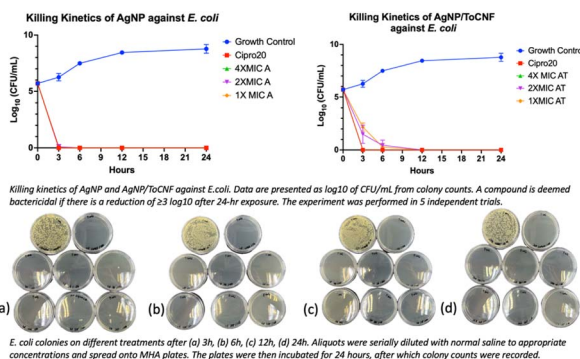 Killing Kinetics of AgNP against E. coli
Log₁₀ (CFU/mL)
10
5
0
0 3 6 12 24
Hours
Growth Control
Cipro20
4XMIC A
2XMIC A
1X MIC A
Killing Kinetics of AgNP/ToCNF
against E. coli
Log₁₀ (CFU/mL)
10
5
0
0 3 6 12 24
Hours
Growth Control
Cipro20
4X MIC AT
2XMIC AT
1XMIC AT
Killing kinetics of AgNP and AgNP/ToCNF against E.coli. Data are presented as log10 of CFU/mL from colony counts. A compound is deemed
bactericidal if there is a reduction of ≥3 log10 after 24-hr exposure. The experiment was performed in 5 independent trials.
a) (b) (c) (d)
E. coli colonies on different treatments after (a) 3h, (b) 6h, (c) 12h, (d) 24h. Aliquots were serially diluted with normal saline to appropriate
concentrations and spread onto MHA plates. The plates were then incubated for 24 hours, after which colony counts were recorded.